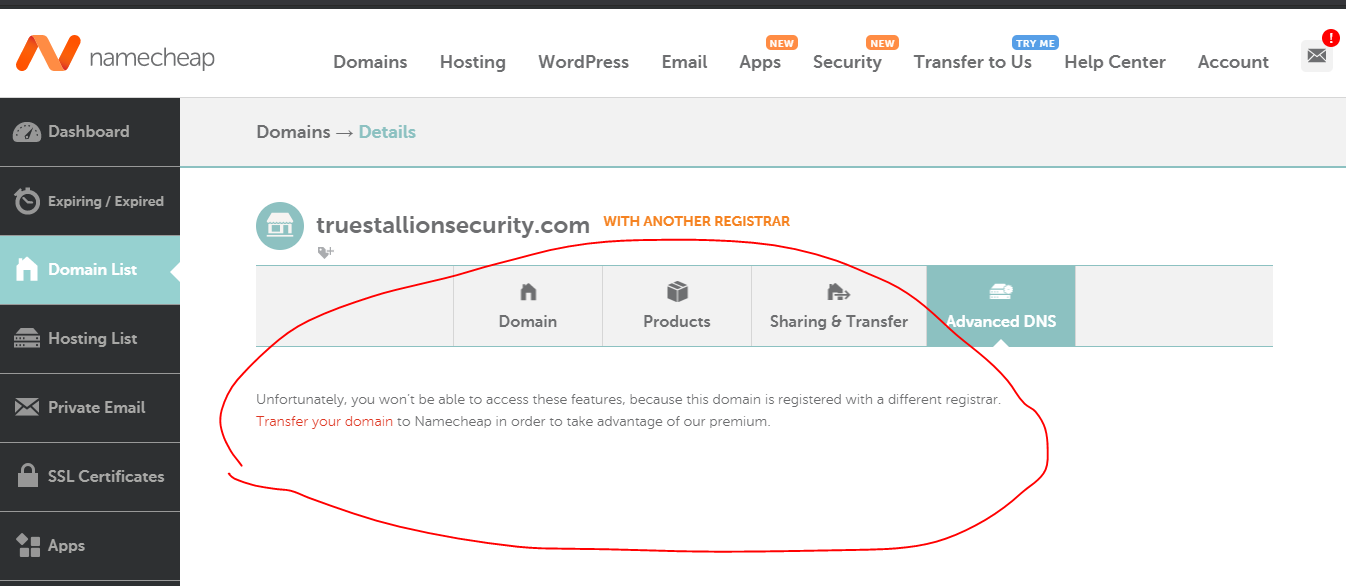 namecheap
Domains Hosting WordPress Email Apps NEW Security NEW Transfer to Us TRY ME Help Center Account !
Dashboard
Expiring / Expired
Domain List
Hosting List
Private Email
SSL Certificates
Apps
Domains → Details
truestallionsecurity.com WITH ANOTHER REGISTRAR
Domain Products Sharing & Transfer Advanced DNS
Unfortunately, you won't be able to access these features, because this domain is registered with a different registrar.
Transfer your domain to Namecheap in order to take advantage of our premium.